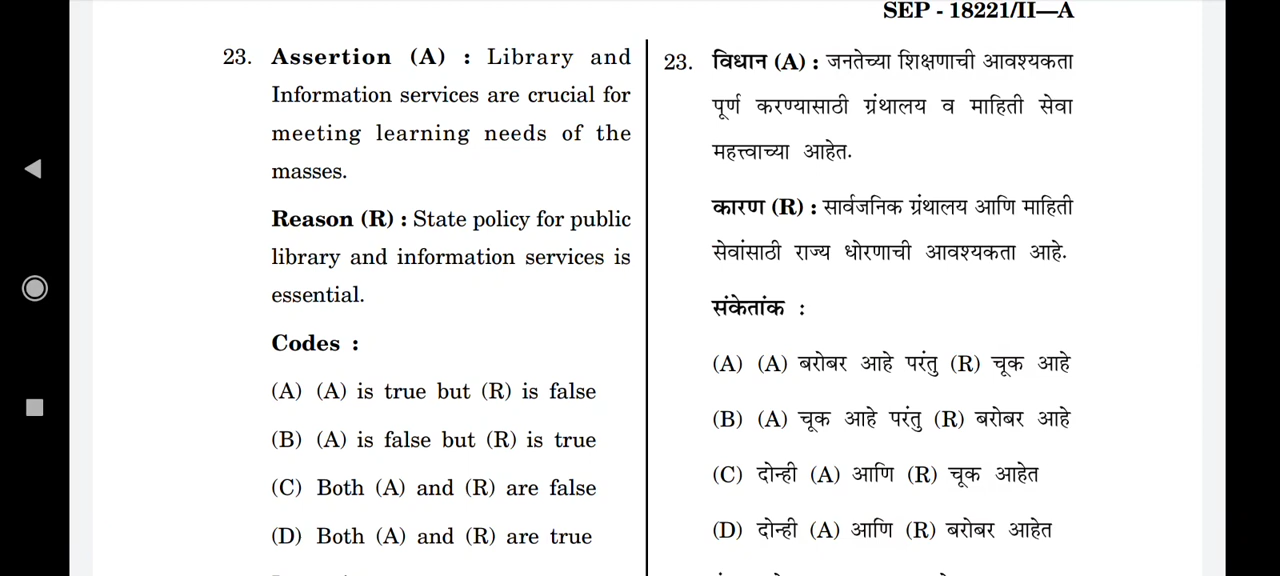 SEP - 18221/II—A
23. Assertion (A) : Library and
Information services are crucial for
meeting learning needs of the
masses.
Reason (R) : State policy for public
library and information services is
essential.
Codes :
(A) (A) is true but (R) is false
(B) (A) is false but (R) is true
(C) Both (A) and (R) are false
(D) Both (A) and (R) are true
23. विधान (A) : जनतेच्या शिक्षणाची आवश्यकता
पूर्ण करण्यासाठी ग्रंथालय व माहिती सेवा
महत्त्वाच्या आहेत.
कारण (R) : सार्वजनिक ग्रंथालय आणि माहिती
सेवांसाठी राज्य धोरणाची आवश्यकता आहे.
संकेतांक :
(A) (A) बरोबर आहे परंतु (R) चूक आहे
(B) (A) चूक आहे परंतु (R) बरोबर आहे
(C) दोन्ही (A) आणि (R) चूक आहेत
(D) दोन्ही (A) आणि (R) बरोबर आहेत